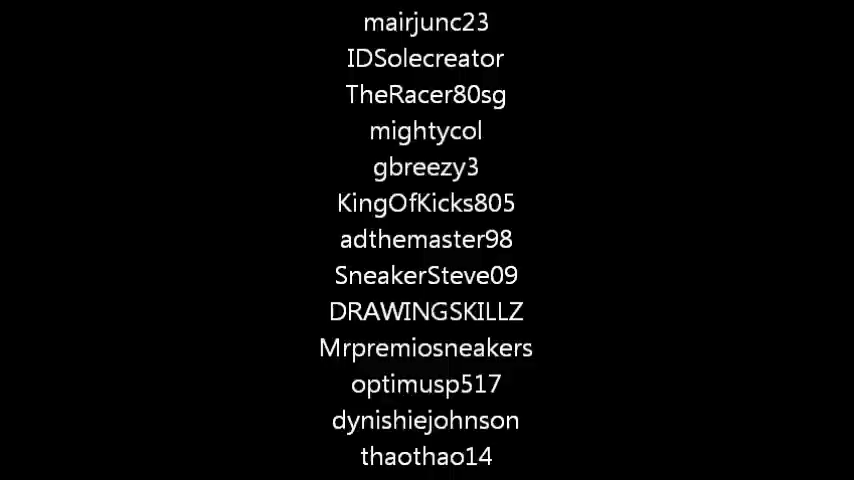 mairjunc23
IDSolecreator
TheRacer80sg
mightycol
gbreezy3
KingOfKicks805
adthemaster98
SneakerSteve09
DRAWINGSKILLZ
Mrpremiosneakers
optimusp517
dynishiejohnson
thaothao14